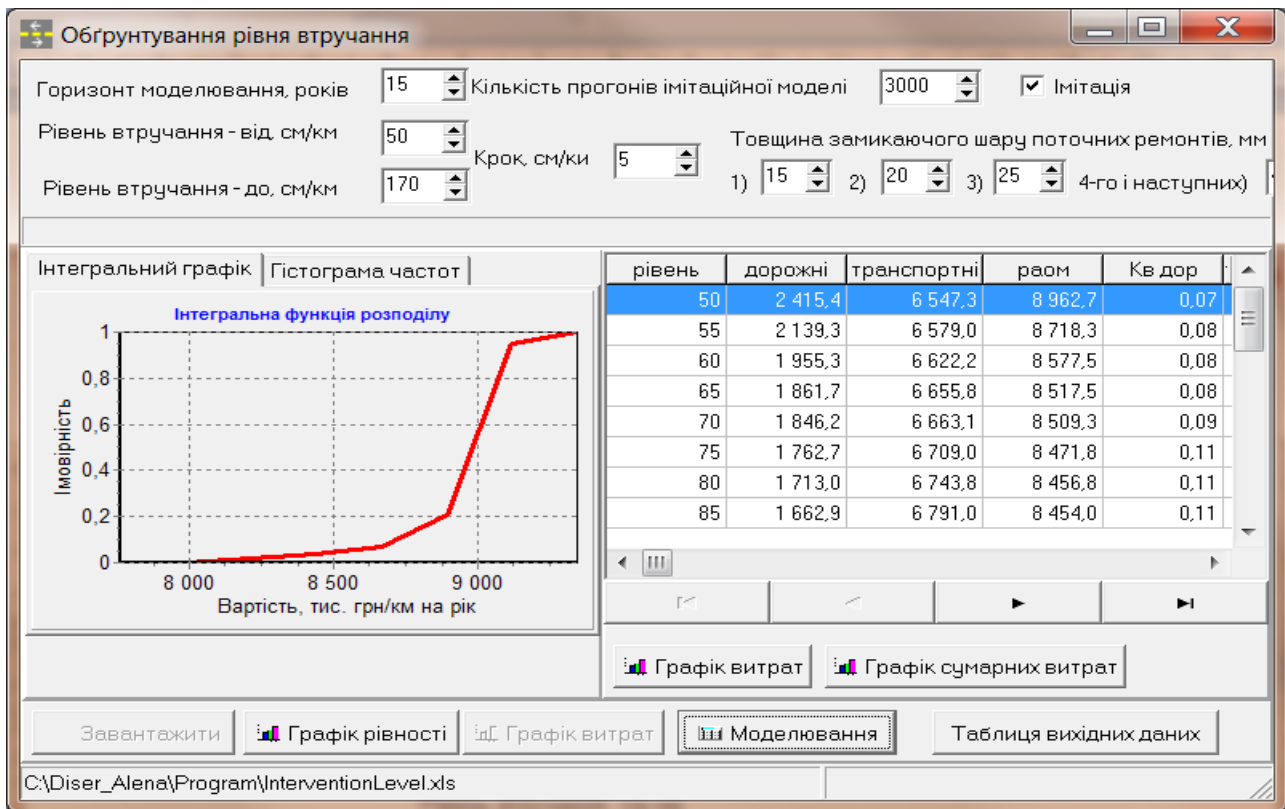 Обґрунтування рівня втручання
Горизонт моделювання, років 15 Кількість прогонів імітаційної моделі 3000 Імітація
Рівень втручання - від, см/км 50
Крок, см/ки 5
Товщина замикаючого шару поточних ремонтів, мм
Рівень втручання - до, см/км 170
1) 15 2) 20 3) 25 4-го і наступних)
Інтегральний графік Гістограма частот
Інтегральна функція розподілу
Імовірність
1
0,8
0,6
0,4
0,2
0
8 000 8 500 9 000
Вартість, тис. грн/км на рік
рівень дорожні транспортні раом Кв дор
50 2 415,4 6 547,3 8 962,7 0,07
55 2 139,3 6 579,0 8 718,3 0,08
60 1 955,3 6 622,2 8 577,5 0,08
65 1 861,7 6 655,8 8 517,5 0,08
70 1 846,2 6 663,1 8 509,3 0,09
75 1 762,7 6 709,0 8 471,8 0,11
80 1 713,0 6 743,8 8 456,8 0,11
85 1 662,9 6 791,0 8 454,0 0,11
Графік витрат Графік сумарних витрат
Завантажити Графік рівності Графік витрат Моделювання Таблиця вихідних даних
C:\Diser_Alena\Program\InterventionLevel.xls